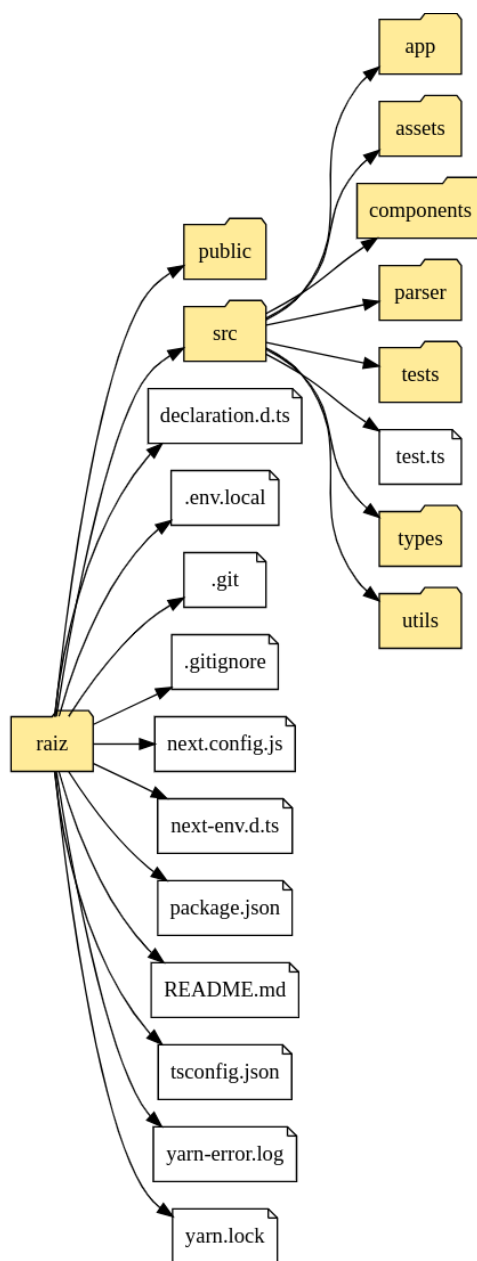 app
assets
components
public
parser
src
tests
declaration.d.ts
test.ts
.env.local
types
.git
utils
.gitignore
raiz
next.config.js
next-env.d.ts
package.json
README.md
tsconfig.json
yarn-error.log
yarn.lock